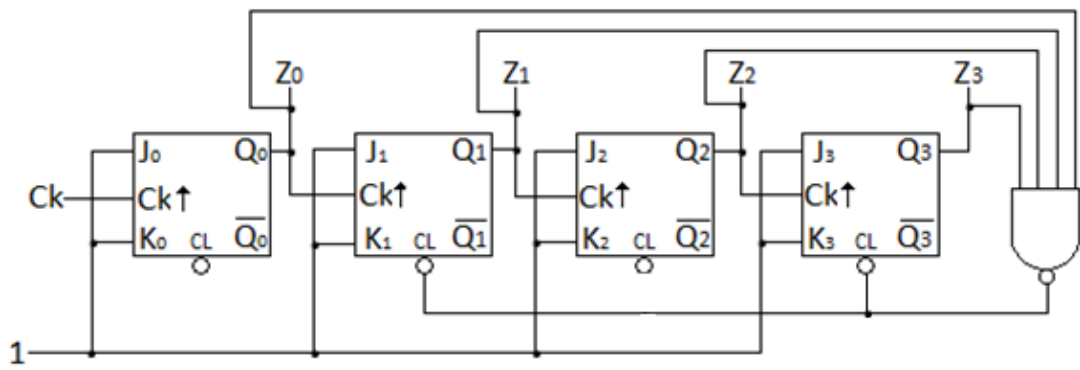 Z0 Z1 Z2 Z3
J0 Q0 J1 Q1 J2 Q2 J3 Q3
Ck Ck↑ Ck↑ Ck↑ Ck↑
K0 CL Q̅0 K1 CL Q̅1 K2 CL Q̅2 K3 CL Q̅3
1